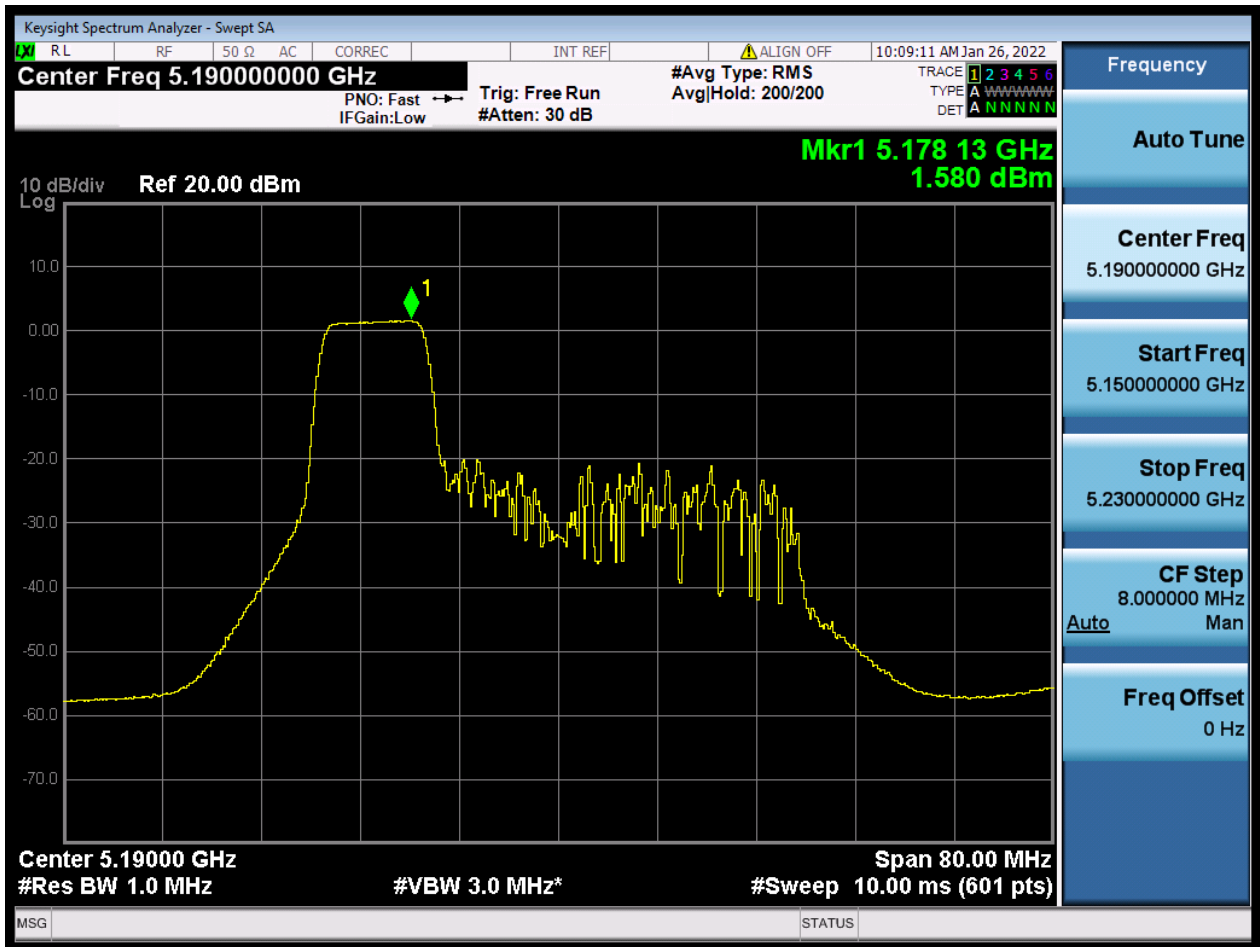 Keysight Spectrum Analyzer - Swept SA
LXI RL RF 50 Ω AC CORREC INT REF ALIGN OFF 10:09:11 AM Jan 26, 2022
Center Freq 5.190000000 GHz
PNO: Fast
IFGain:Low
Trig: Free Run
#Atten: 30 dB
#Avg Type: RMS
Avg|Hold: 200/200
TRACE 1 2 3 4 5 6
TYPE A WWWWW
DET A N N N N N
Mkr1 5.178 13 GHz
1.580 dBm
10 dB/div Ref 20.00 dBm
Log
10.0
1
0.00
-10.0
-20.0
-30.0
-40.0
-50.0
-60.0
-70.0
Center 5.19000 GHz Span 80.00 MHz
#Res BW 1.0 MHz #VBW 3.0 MHz* #Sweep 10.00 ms (601 pts)
MSG STATUS
Frequency
Auto Tune
Center Freq
5.190000000 GHz
Start Freq
5.150000000 GHz
Stop Freq
5.230000000 GHz
CF Step
8.000000 MHz
Auto Man
Freq Offset
0 Hz